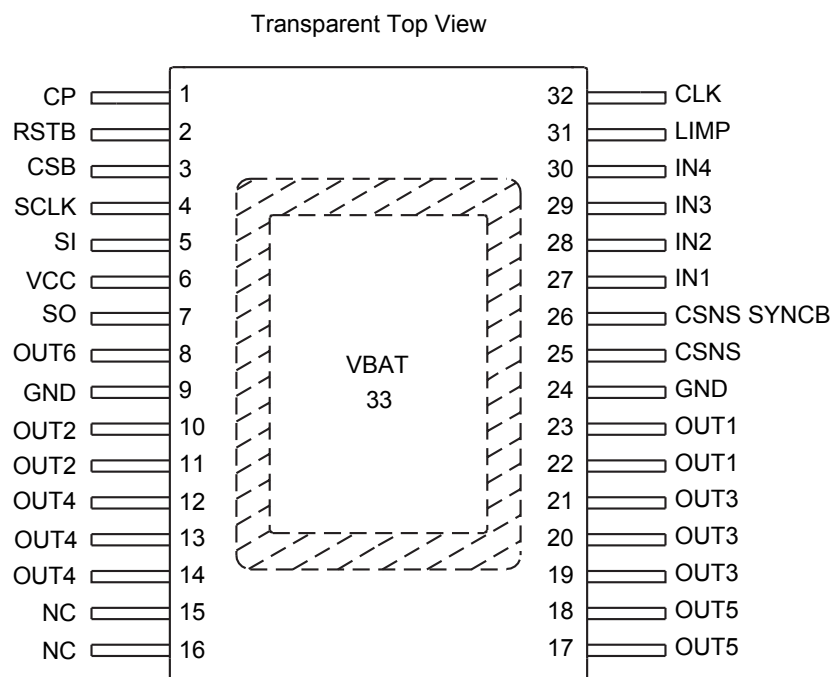 Transparent Top View
CP 1 32 CLK
RSTB 2 31 LIMP
CSB 3 30 IN4
SCLK 4 29 IN3
SI 5 28 IN2
VCC 6 27 IN1
SO 7 26 CSNS SYNCB
OUT6 8 25 CSNS
GND 9 24 GND
OUT2 10 23 OUT1
OUT2 11 22 OUT1
OUT4 12 21 OUT3
OUT4 13 20 OUT3
OUT4 14 19 OUT3
NC 15 18 OUT5
NC 16 17 OUT5
VBAT
33